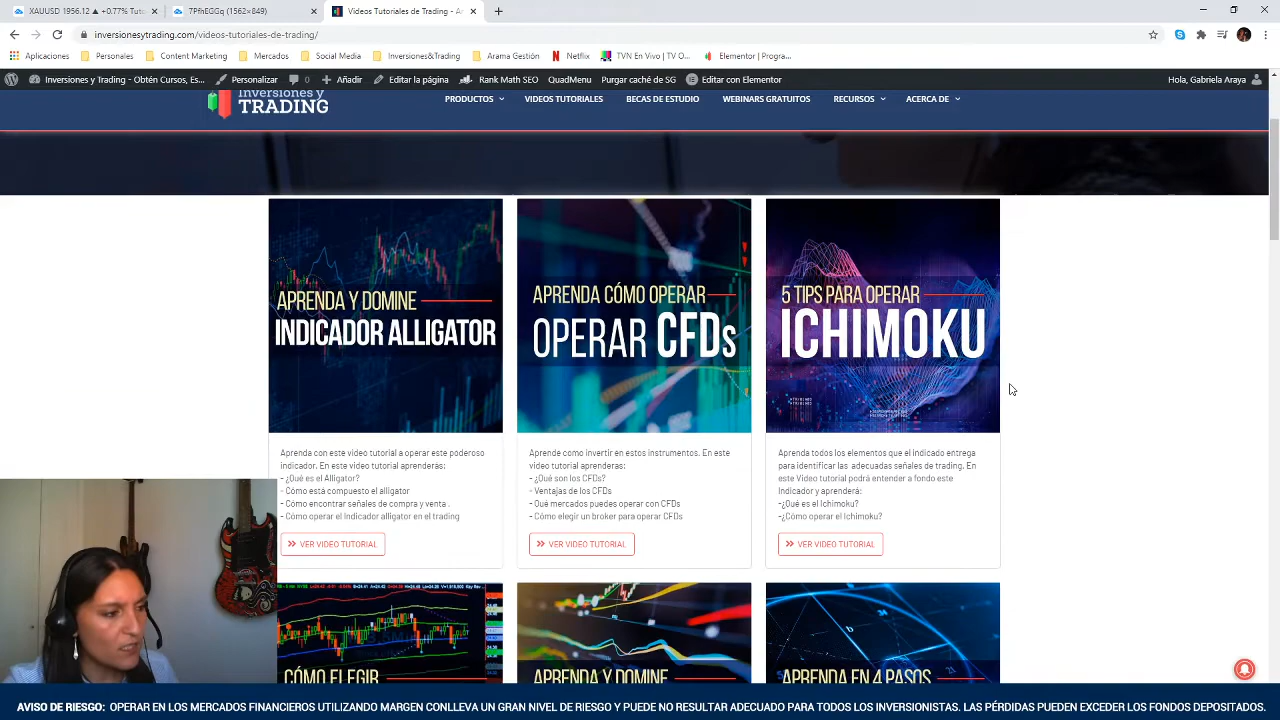 XAUUSD 1956.12 ▲ +0.77% Tu…
7PhEGGq (1562×849)
Videos Tutoriales de Trading - A
inversionesytrading.com/videos-tutoriales-de-trading/
Aplicaciones
Personales
Content Marketing
Mercados
Social Media
Inversiones&Trading
Arama Gestión
Netflix
TVN En Vivo | TV O...
Elementor | Progra...
Inversiones y Trading - Obtén Cursos, Es...
Personalizar
0
Añadir
Editar la página
Rank Math SEO
QuadMenu
Purgar caché de SG
Editar con Elementor
Hola, Gabriela Araya
Inversiones y
TRADING
PRODUCTOS
VIDEOS TUTORIALES
BECAS DE ESTUDIO
WEBINARS GRATUITOS
RECURSOS
ACERCA DE
APRENDA Y DOMINE
INDICADOR ALLIGATOR
Aprenda con este video tutorial a operar este poderoso
indicador. En este video tutorial aprenderas:
- ¿Qué es el Alligator?
- Cómo está compuesto el alligator
- Cómo encontrar señales de compra y venta .
- Cómo operar el Indicador alligator en el trading
VER VIDEO TUTORIAL
APRENDA CÓMO OPERAR
OPERAR CFDs
Aprende como invertir en estos instrumentos. En este
video tutorial aprenderas:
- ¿Qué son los CFDs?
- Ventajas de los CFDs
- Qué mercados puedes operar con CFDs
- Cómo elegir un broker para operar CFDs
VER VIDEO TUTORIAL
5 TIPS PARA OPERAR
ICHIMOKU
Aprenda todos los elementos que el indicado entrega
para identificar las adecuadas señales de trading. En
este Video tutorial podrá entender a fondo este
Indicador y aprenderá:
-¿Qué es el Ichimoku?
-¿Cómo operar el Ichimoku?
VER VIDEO TUTORIAL
CÓMO ELEGIR
APRENDA Y DOMINE
APRENDA EN 4 PASOS
AVISO DE RIESGO: OPERAR EN LOS MERCADOS FINANCIEROS UTILIZANDO MARGEN CONLLEVA UN GRAN NIVEL DE RIESGO Y PUEDE NO RESULTAR ADECUADO PARA TODOS LOS INVERSIONISTAS. LAS PÉRDIDAS PUEDEN EXCEDER LOS FONDOS DEPOSITADOS.